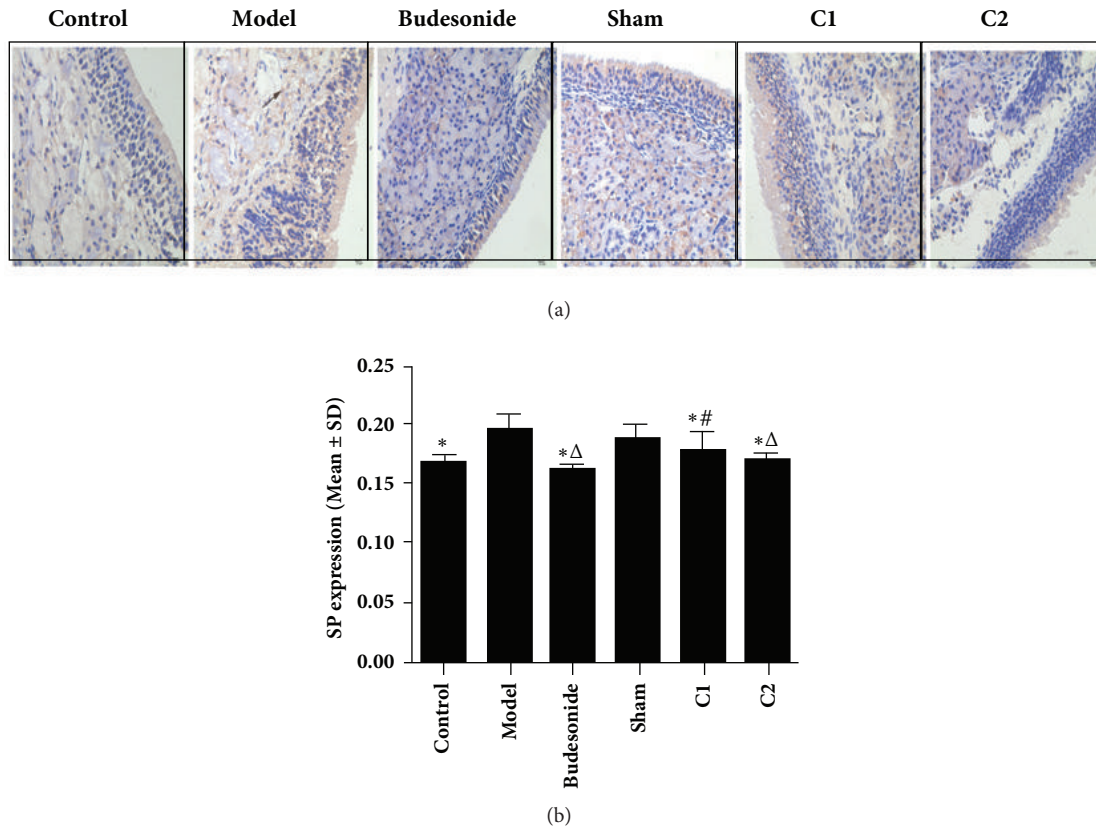 Control Model Budesonide Sham C1 C2
(a)
SP expression (Mean ± SD)
0.25
0.20
0.15
0.10
0.05
0.00
*
*Δ
*#
*Δ
Control
Model
Budesonide
Sham
C1
C2
(b)